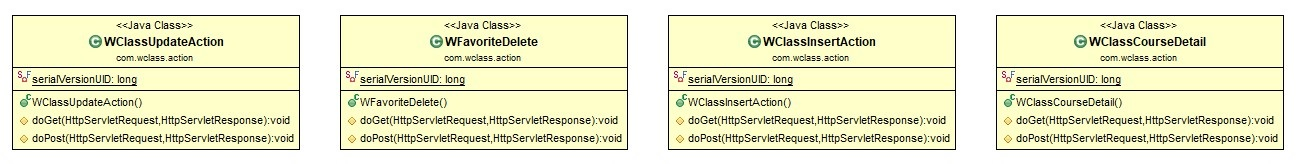 <<Java Class>>
WClassUpdateAction
com.wclass.action
serialVersionUID: long
WClassUpdateAction()
doGet(HttpServletRequest,HttpServletResponse):void
doPost(HttpServletRequest,HttpServletResponse):void
<<Java Class>>
WFavoriteDelete
com.wclass.action
serialVersionUID: long
WFavoriteDelete()
doGet(HttpServletRequest,HttpServletResponse):void
doPost(HttpServletRequest,HttpServletResponse):void
<<Java Class>>
WClassInsertAction
com.wclass.action
serialVersionUID: long
WClassInsertAction()
doGet(HttpServletRequest,HttpServletResponse):void
doPost(HttpServletRequest,HttpServletResponse):void
<<Java Class>>
WClassCourseDetail
com.wclass.action
serialVersionUID: long
WClassCourseDetail()
doGet(HttpServletRequest,HttpServletResponse):void
doPost(HttpServletRequest,HttpServletResponse):void